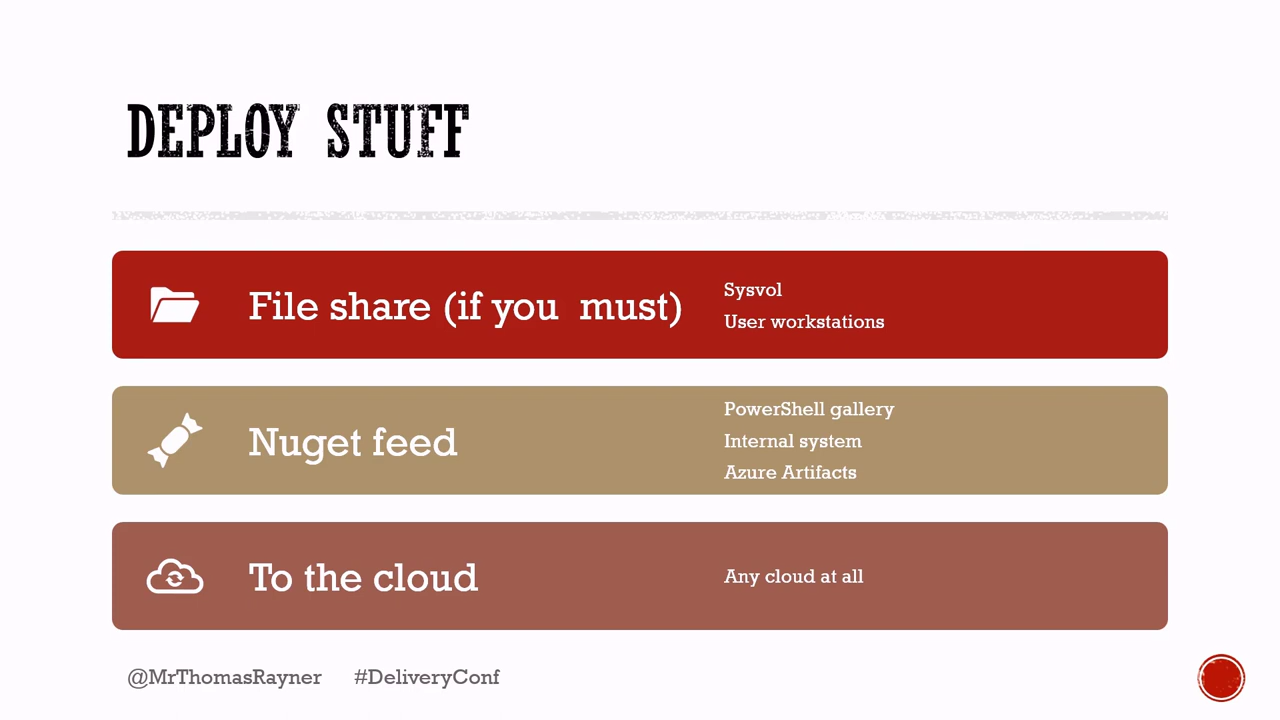 DEPLOY STUFF
File share (if you  must)
Sysvol
User workstations
Nuget feed
PowerShell gallery
Internal system
Azure Artifacts
To the cloud
Any cloud at all
@MrThomasRayner #DeliveryConf